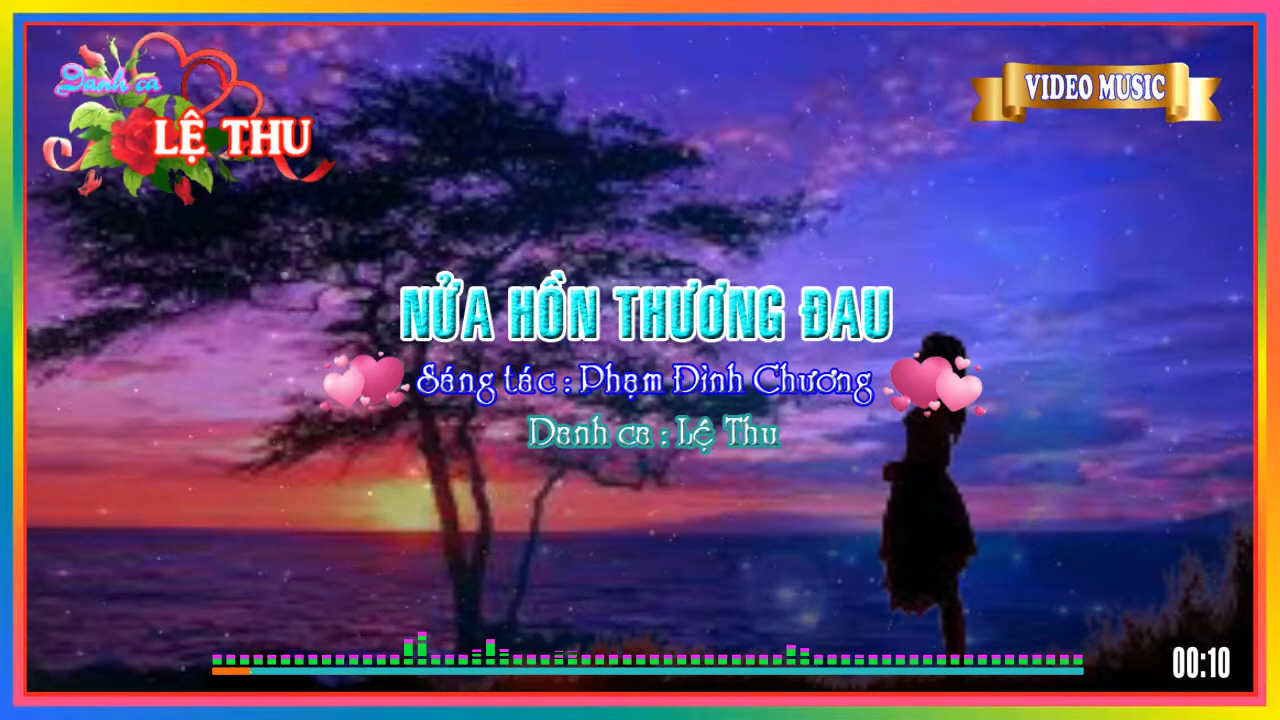 Danh ca
LỆ THU
VIDEO MUSIC
NỬA HỒN THƯƠNG ĐAU
Sáng tác : Phạm Đình Chương
Danh ca : Lệ Thu
00:10